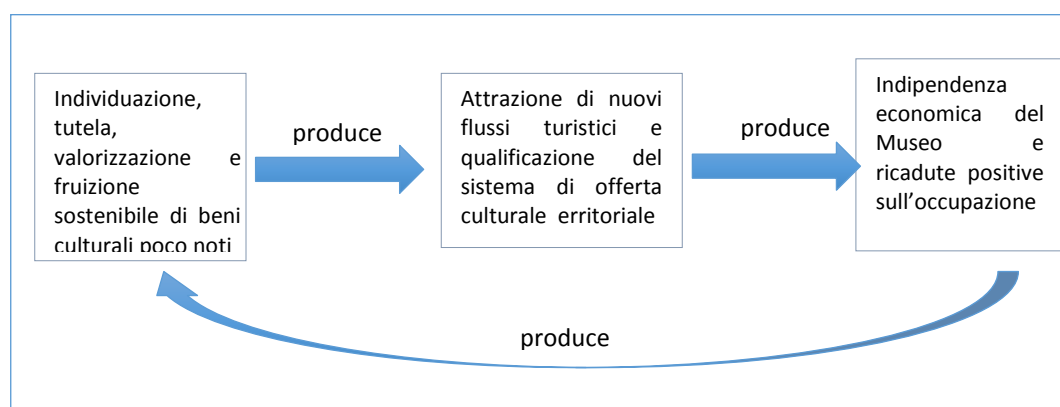 Individuazione,
tutela,
valorizzazione e
fruizione
sostenibile di beni
culturali poco noti
produce
Attrazione di nuovi
flussi turistici e
qualificazione del
sistema di offerta
culturale erritoriale
produce
Indipendenza
economica del
Museo e
ricadute positive
sull’occupazione
produce